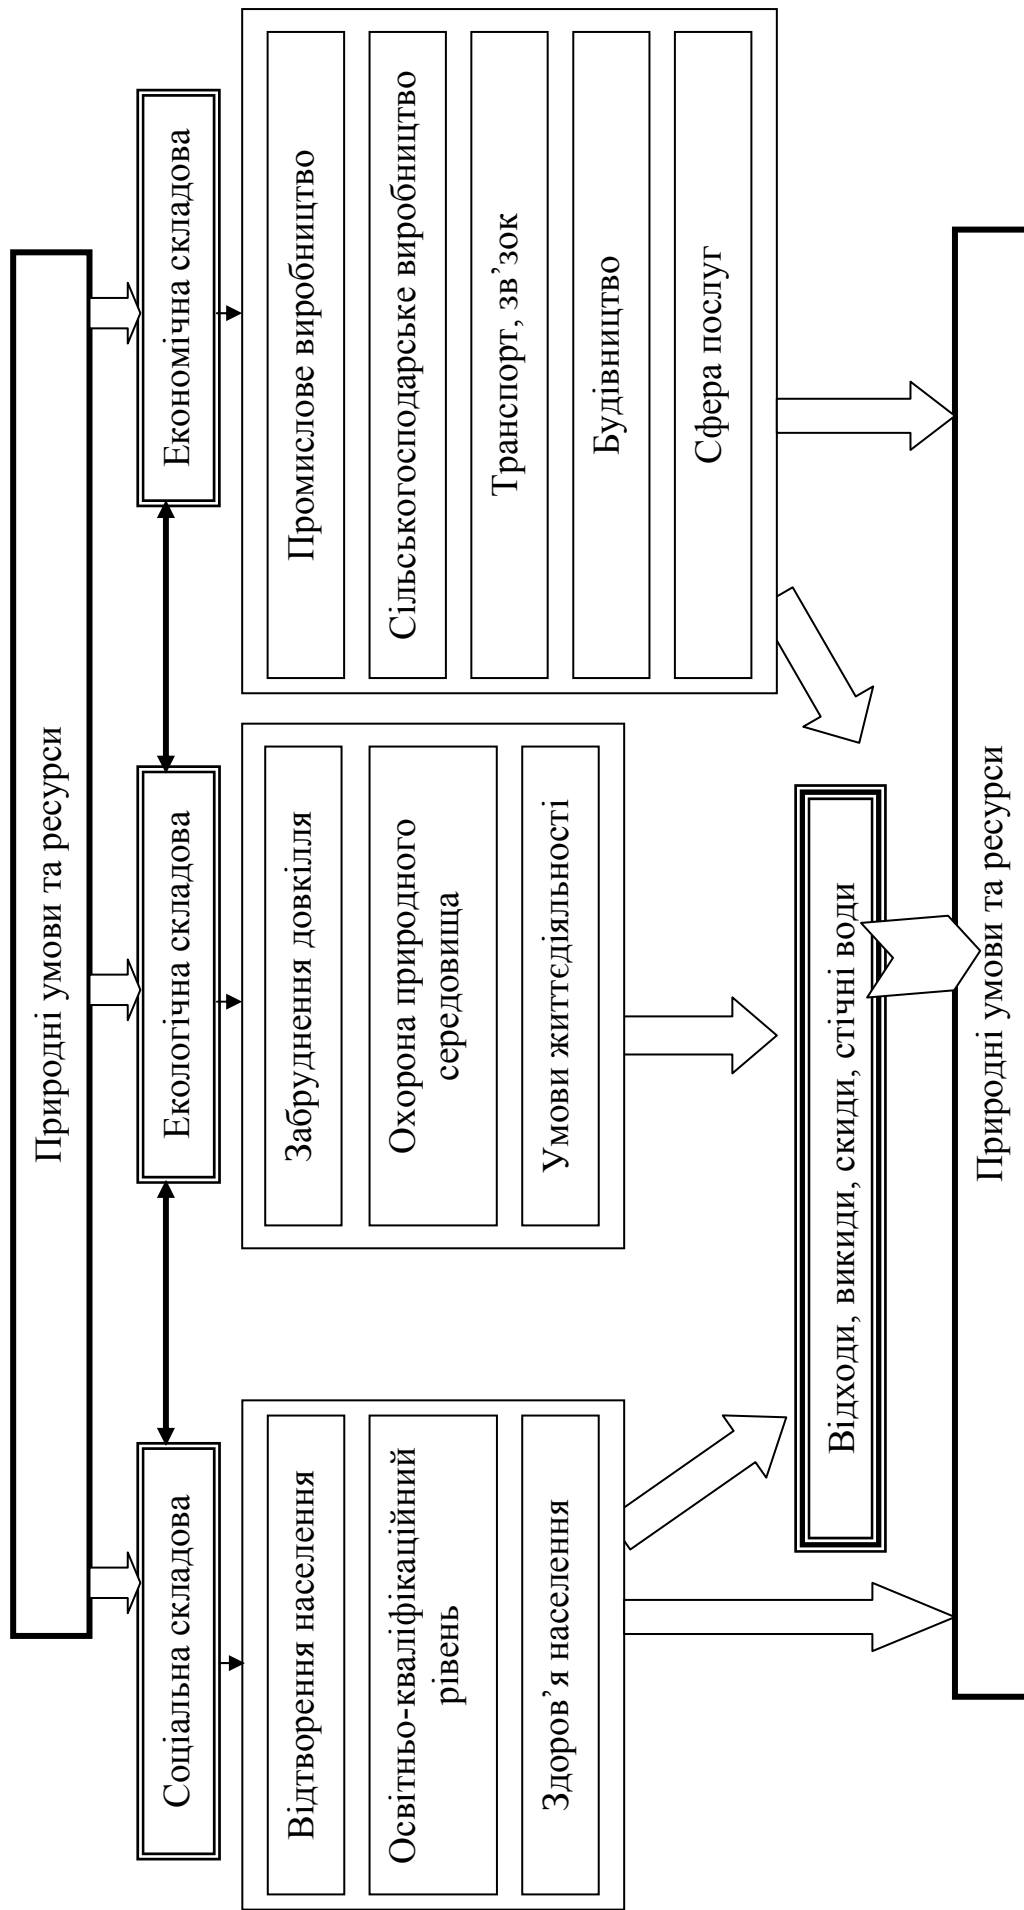 Природні умови та ресурси
Соціальна складова
Екологічна складова
Економічна складова
Відтворення населення
Освітньо-кваліфікаційний
рівень
Здоров’я населення
Забруднення довкілля
Охорона природного
середовища
Умови життєдіяльності
Промислове виробництво
Сільськогосподарське виробництво
Транспорт, зв’зок
Будівництво
Сфера послуг
Відходи, викиди, скиди, стічні води
Природні умови та ресурси